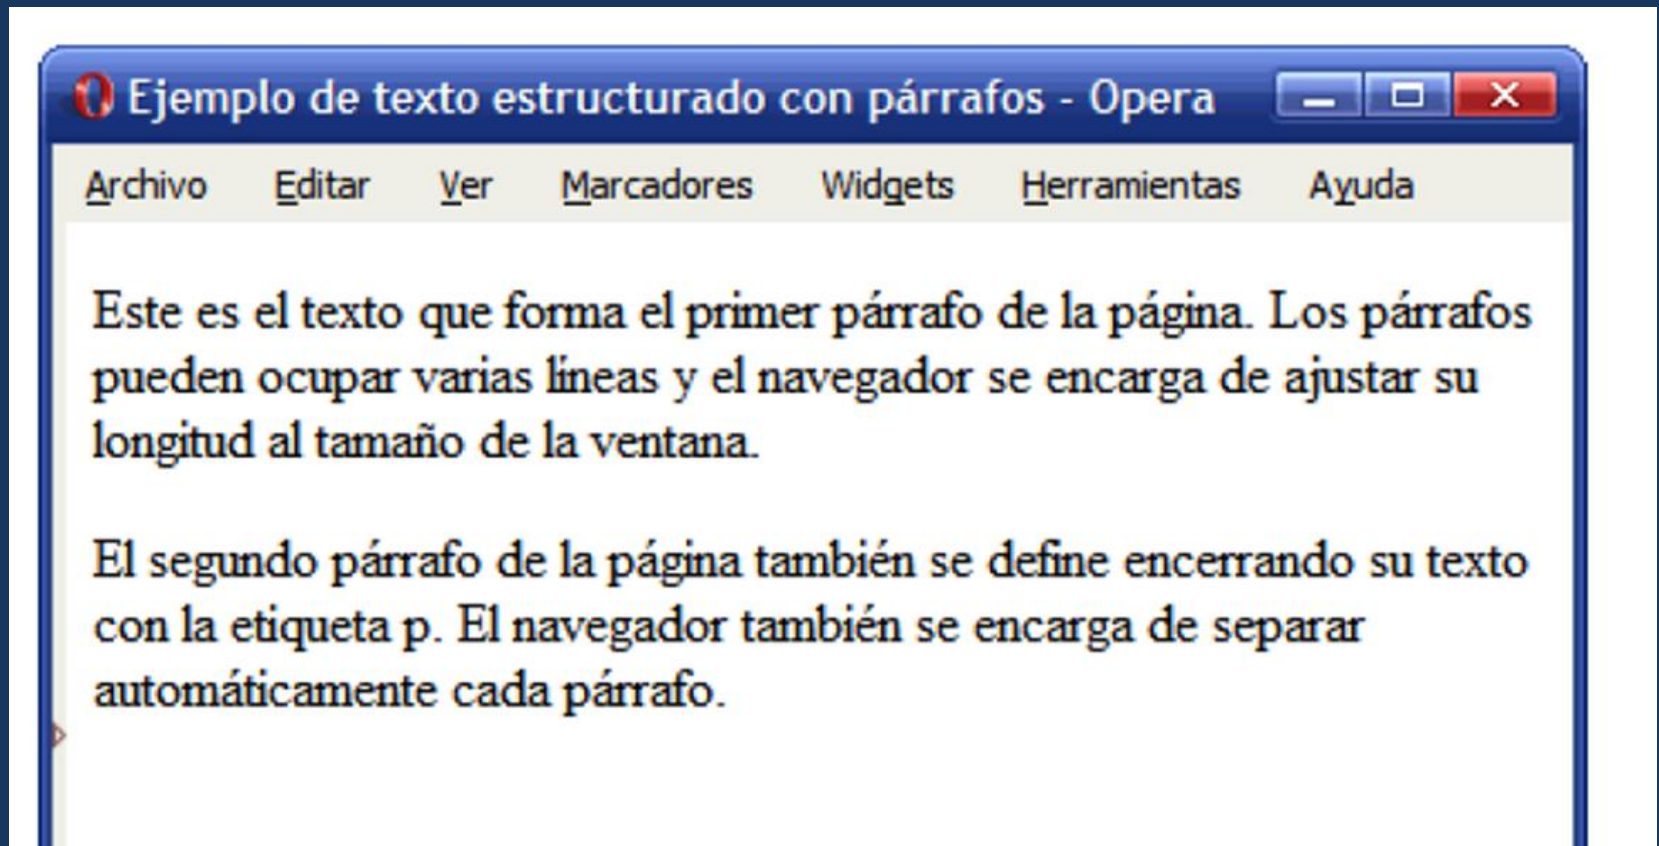 Ejemplo de texto estructurado con párrafos - Opera
Archivo Editar Ver Marcadores Widgets Herramientas Ayuda
Este es el texto que forma el primer párrafo de la página. Los párrafos
pueden ocupar varias líneas y el navegador se encarga de ajustar su
longitud al tamaño de la ventana.
El segundo párrafo de la página también se define encerrando su texto
con la etiqueta p. El navegador también se encarga de separar
automáticamente cada párrafo.